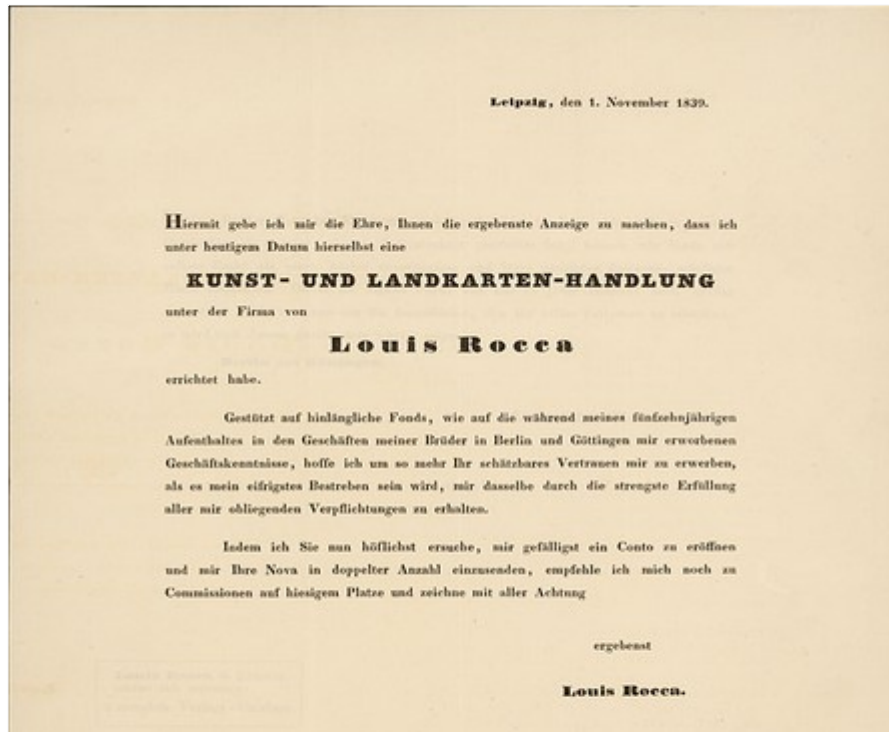 Leipzig, den 1. November 1839.
Hiermit gebe ich mir die Ehre, Ihnen die ergebenste Anzeige zu machen, dass ich
unter heutigem Datum hierselbst eine
KUNST- UND LANDKARTEN-HANDLUNG
unter der Firma von
Louis Rocca
errichtet habe.
Gestützt auf hinlängliche Fonds, wie auf die während meines fünfzehnjährigen
Aufenthaltes in den Geschäften meiner Brüder in Berlin und Göttingen mir erworbenen
Geschäftskenntnisse, hoffe ich um so mehr Ihr schätzbares Vertrauen mir zu erwerben,
als es mein eifrigstes Bestreben sein wird, mir dasselbe durch die strengste Erfüllung
aller mir obliegenden Verpflichtungen zu erhalten.
Indem ich Sie nun höflichst ersuche, mir gefälligst ein Conto zu eröffnen
und mir Ihre Nova in doppelter Anzahl einzusenden, empfehle ich mich noch zu
Commissionen auf hiesigem Platze und zeichne mit aller Achtung
ergebenst
Louis Rocca.